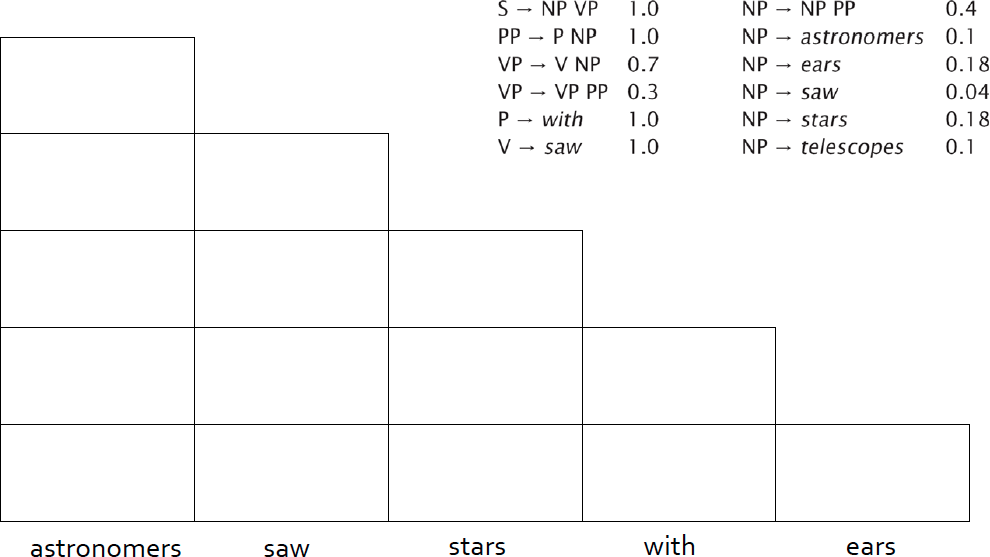 S → NP VP 1.0 NP → NP PP 0.4
PP → P NP 1.0 NP → astronomers 0.1
VP → V NP 0.7 NP → ears 0.18
VP → VP PP 0.3 NP → saw 0.04
P → with 1.0 NP → stars 0.18
V → saw 1.0 NP → telescopes 0.1
astronomers saw stars with ears